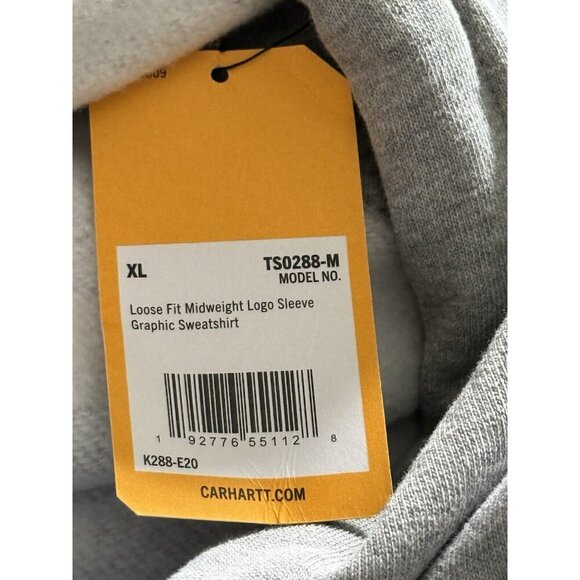 XL
TS0288-M
MODEL NO.
Loose Fit Midweight Logo Sleeve
Graphic Sweatshirt
1 92776 55112 8
K288-E20
CARHARTT.COM